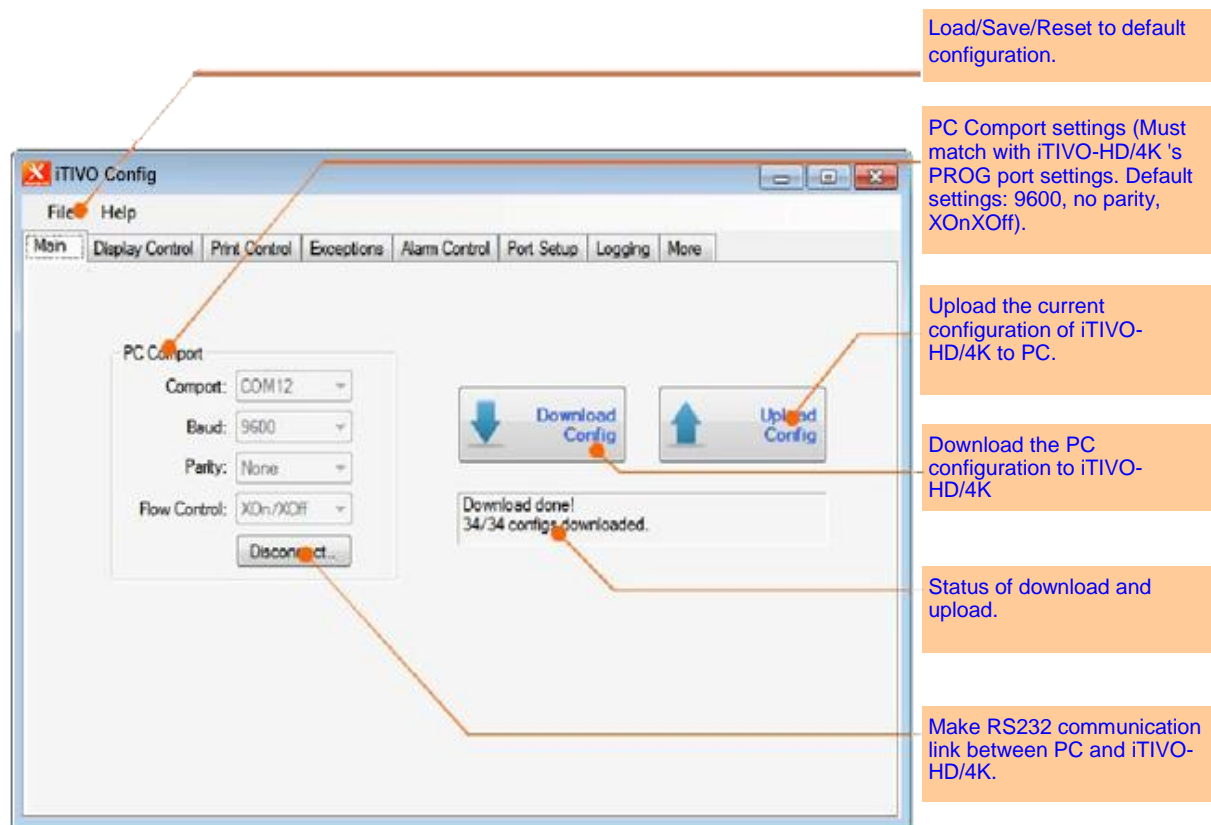 Load/Save/Reset to default
configuration.
PC Comport settings (Must
match with iTIVO-HD/4K 's
PROG port settings. Default
settings: 9600, no parity,
XOnXOff).
iTIVO Config
File Help
Main Display Control Print Control Exceptions Alarm Control Port Setup Logging More
Upload the current
configuration of iTIVO-
HD/4K to PC.
PC Comport
Comport: COM12
Baud: 9600
Parity: None
Flow Control: XOn/XOff
Disconnect..
Download
Config
Upload
Config
Download done!
34/34 configs downloaded.
Download the PC
configuration to iTIVO-
HD/4K
Status of download and
upload.
Make RS232 communication
link between PC and iTIVO-
HD/4K.